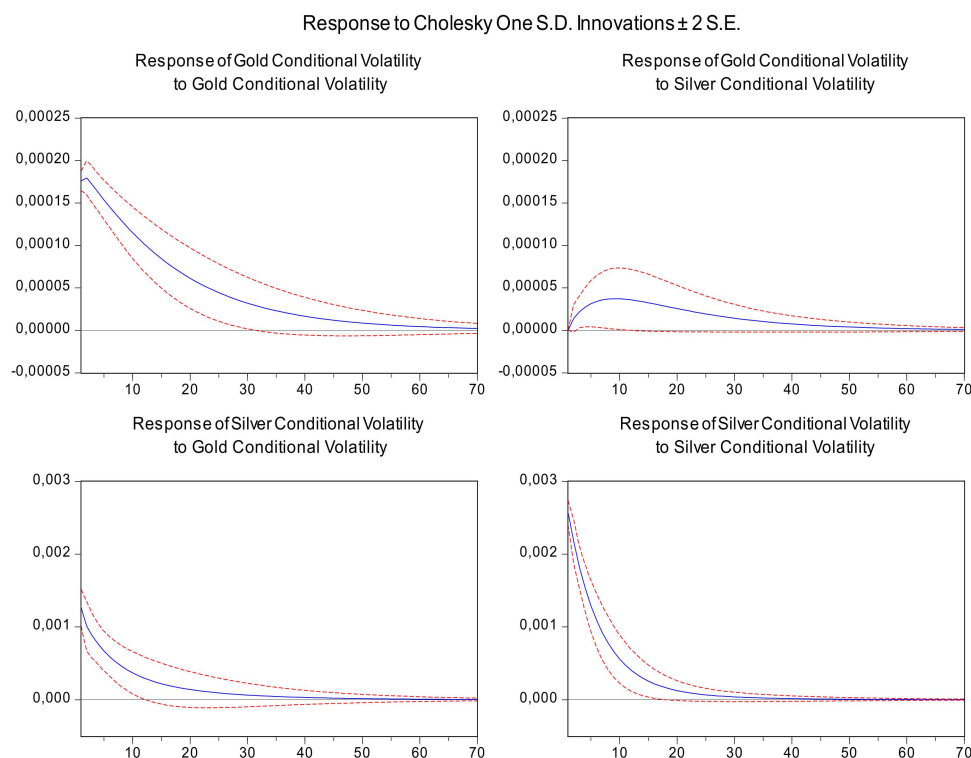 Response to Cholesky One S.D. Innovations ± 2 S.E.
Response of Gold Conditional Volatility
to Gold Conditional Volatility
0,00025
0,00020
0,00015
0,00010
0,00005
0,00000
-0,00005
10 20 30 40 50 60 70
Response of Gold Conditional Volatility
to Silver Conditional Volatility
0,00025
0,00020
0,00015
0,00010
0,00005
0,00000
-0,00005
10 20 30 40 50 60 70
Response of Silver Conditional Volatility
to Gold Conditional Volatility
0,003
0,002
0,001
0,000
10 20 30 40 50 60 70
Response of Silver Conditional Volatility
to Silver Conditional Volatility
0,003
0,002
0,001
0,000
10 20 30 40 50 60 70